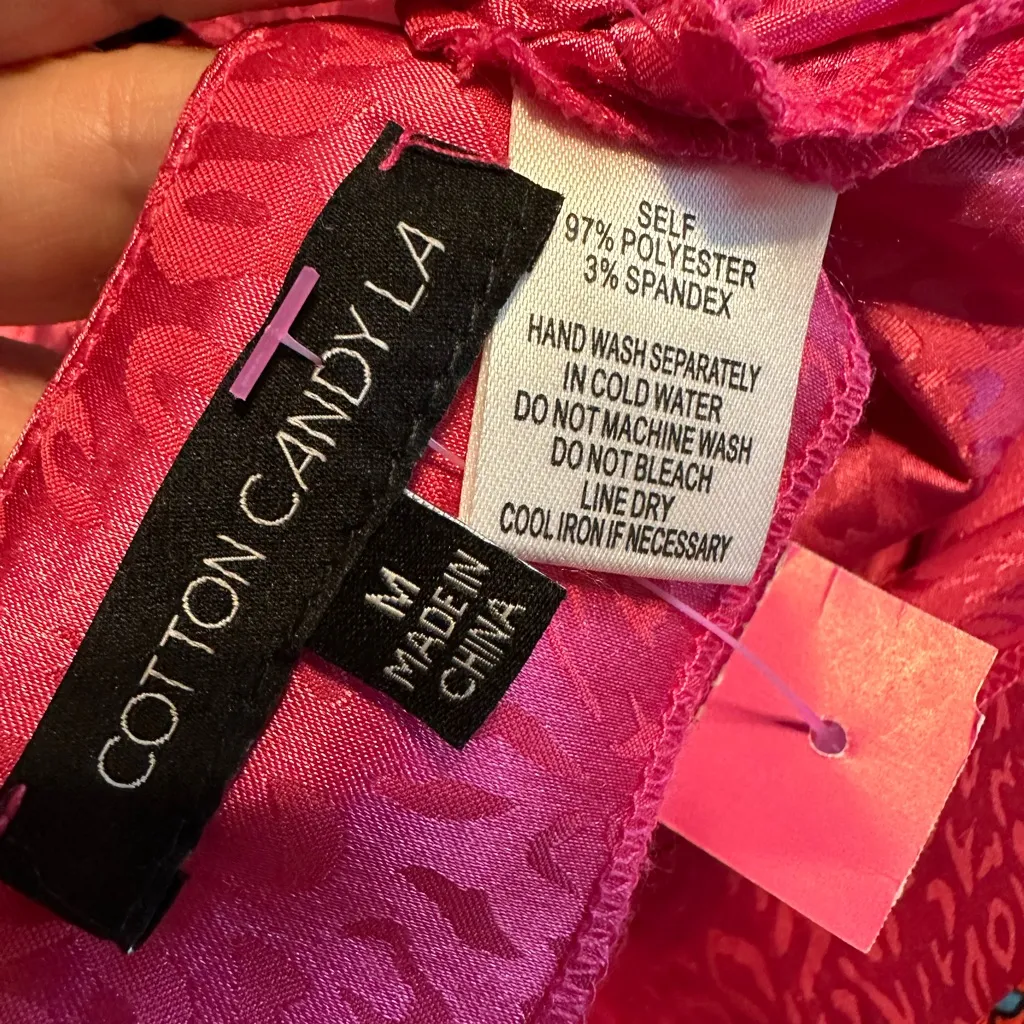 COTTON CANDY LA
M
MADE IN
CHINA
SELF
97% POLYESTER
3% SPANDEX
HAND WASH SEPARATELY
IN COLD WATER
DO NOT MACHINE WASH
DO NOT BLEACH
LINE DRY
COOL IRON IF NECESSARY